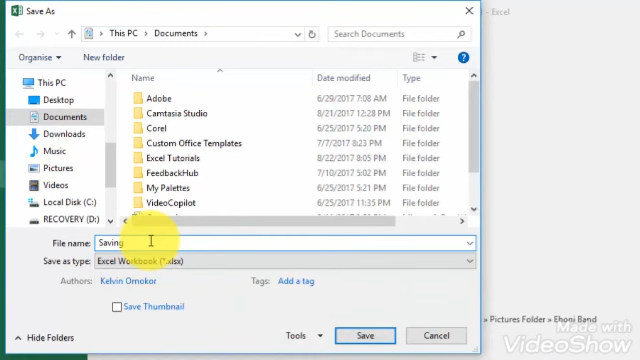 Save As
- Excel
This PC > Documents
Search Documents
Organise
New folder
This PC
Desktop
Documents
Downloads
Music
Pictures
Videos
Local Disk (C:)
RECOVERY (D:)
Name
Date modified
Type
Adobe 6/29/2017 7:08 AM File folder
Camtasia Studio 8/21/2017 12:28 PM File folder
Corel 6/25/2017 5:20 PM File folder
Custom Office Templates 7/7/2017 8:23 PM File folder
Excel Tutorials 8/22/2017 8:05 PM File folder
FeedbackHub 7/10/2017 5:02 PM File folder
My Palettes 6/25/2017 5:21 PM File folder
VideoCopilot 6/25/2017 11:35 PM File folder
File name: Saving
Save as type: Excel Workbook (*.xlsx)
Authors: Kelvin Omokor
Tags: Add a tag
Save Thumbnail
Hide Folders
Tools
Save
Cancel
» Pictures Folder » Ehoni Band
Made with
VideoShow